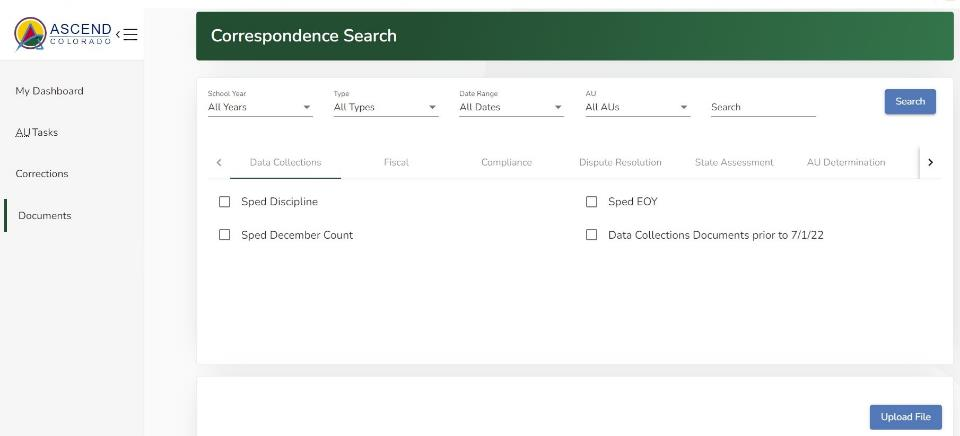 ASCEND
COLORADO
My Dashboard
AU Tasks
Corrections
Documents
Correspondence Search
School Year
Type
Date Range
AU
All Years
All Types
All Dates
All AUs
Search
Search
Data Collections
Fiscal
Compliance
Dispute Resolution
State Assessment
AU Determination
Sped Discipline
Sped EOY
Sped December Count
Data Collections Documents prior to 7/1/22
Upload File